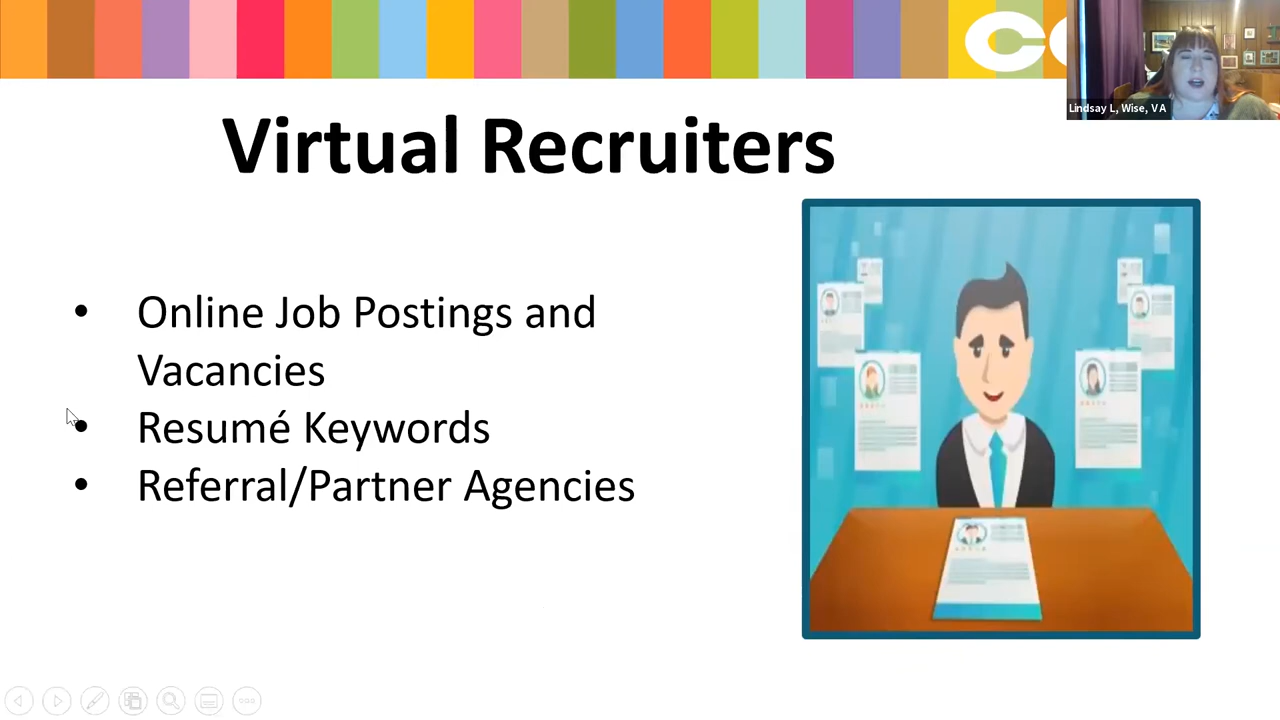 Lindsay L, Wise, VA
Virtual Recruiters
• Online Job Postings and
Vacancies
• Resumé Keywords
• Referral/Partner Agencies